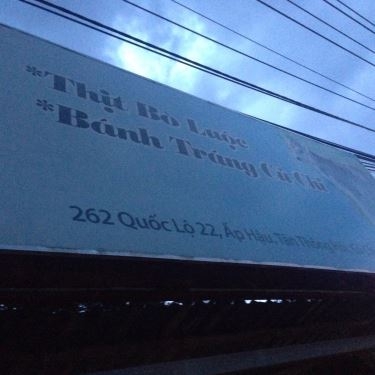 *Thịt Bò Luộc
*Bánh Tráng Củ Chi
262 Quốc Lộ 22, Ấp Hậu, Tân Thông Hội